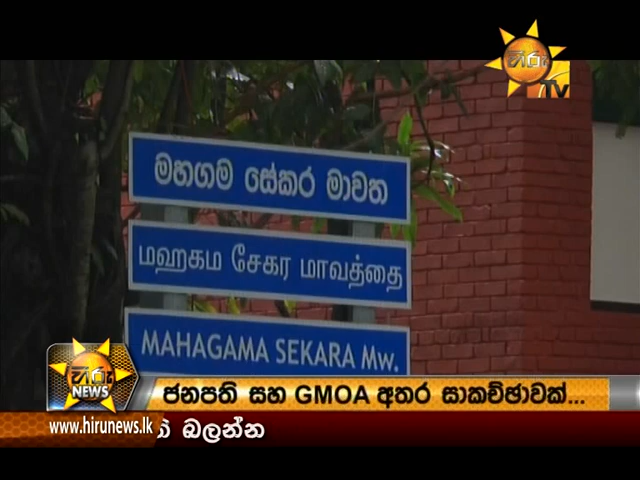 හිරු
TV
මහගම සේකර මාවත
மஹகம சேகர மாவத்தை
MAHAGAMA SEKARA Mw.
හිරු
NEWS
ජනපති සහ GMOA අතර සාකච්ඡාවක්...
www.hirunews.lk
බලන්න